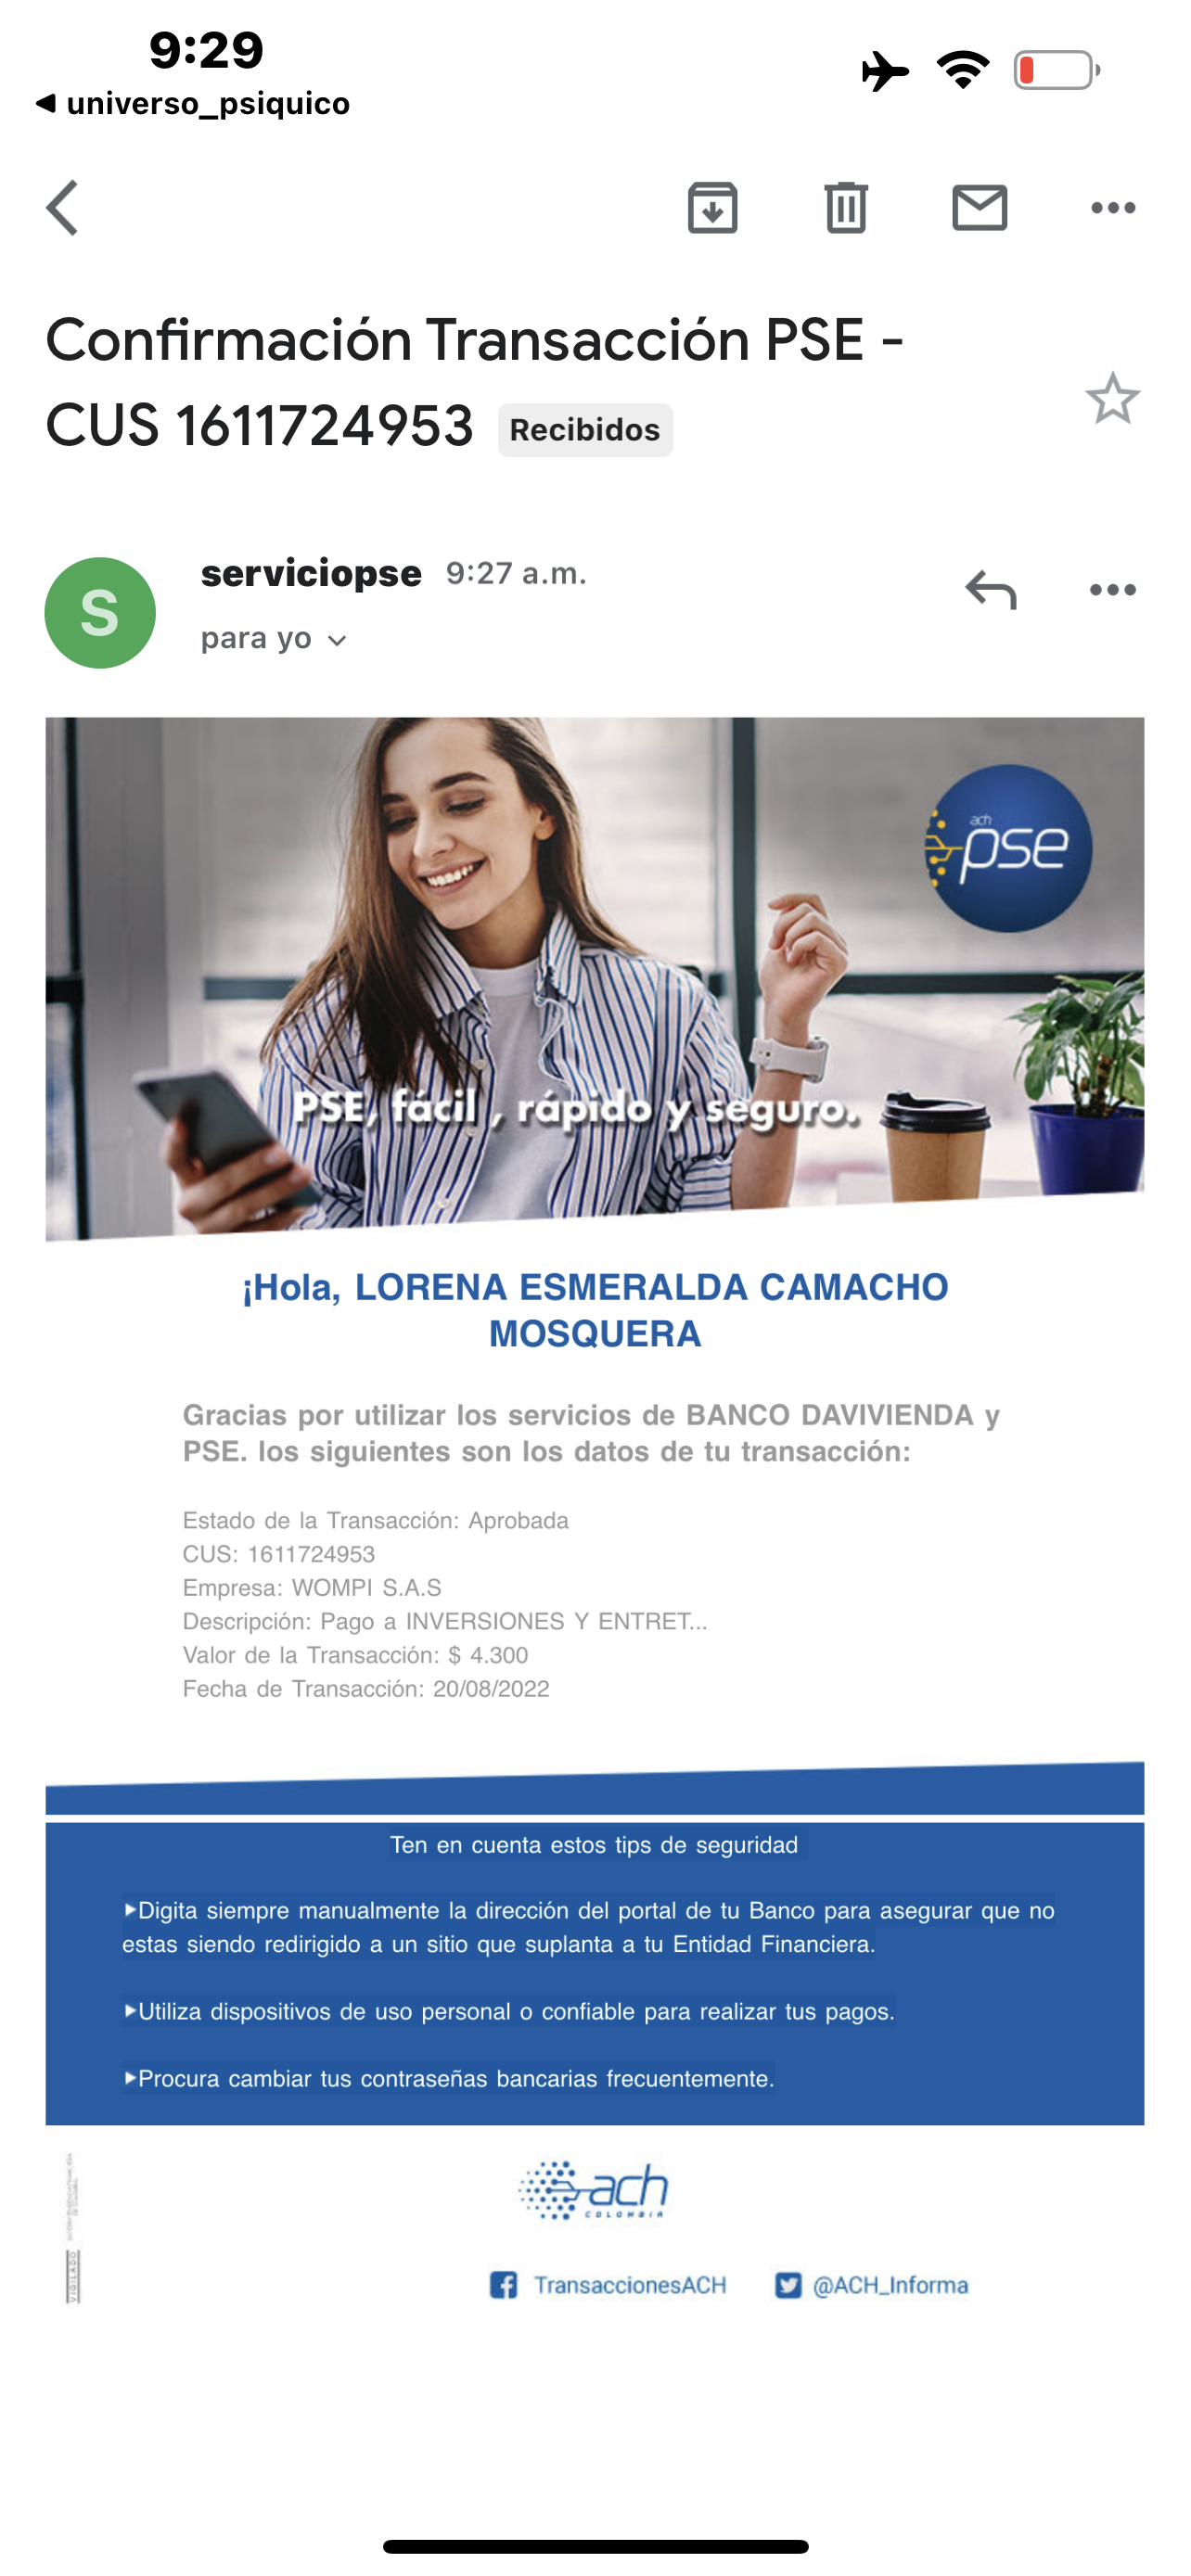 9:29
◀ universo_psiquico
Confirmación Transacción PSE -
CUS 1611724953 Recibidos
S
serviciopse 9:27 a.m.
para yo
ach
pse
PSE, fácil , rápido y seguro.
¡Hola, LORENA ESMERALDA CAMACHO
MOSQUERA
Gracias por utilizar los servicios de BANCO DAVIVIENDA y
PSE. los siguientes son los datos de tu transacción:
Estado de la Transacción: Aprobada
CUS: 1611724953
Empresa: WOMPI S.A.S
Descripción: Pago a INVERSIONES Y ENTRET...
Valor de la Transacción: $ 4.300
Fecha de Transacción: 20/08/2022
Ten en cuenta estos tips de seguridad
▸Digita siempre manualmente la dirección del portal de tu Banco para asegurar que no
estas siendo redirigido a un sitio que suplanta a tu Entidad Financiera.
▸Utiliza dispositivos de uso personal o confiable para realizar tus pagos.
▸Procura cambiar tus contraseñas bancarias frecuentemente.
VIGILADO
ach
COLOMBIA
TransaccionesACH @ACH_Informa